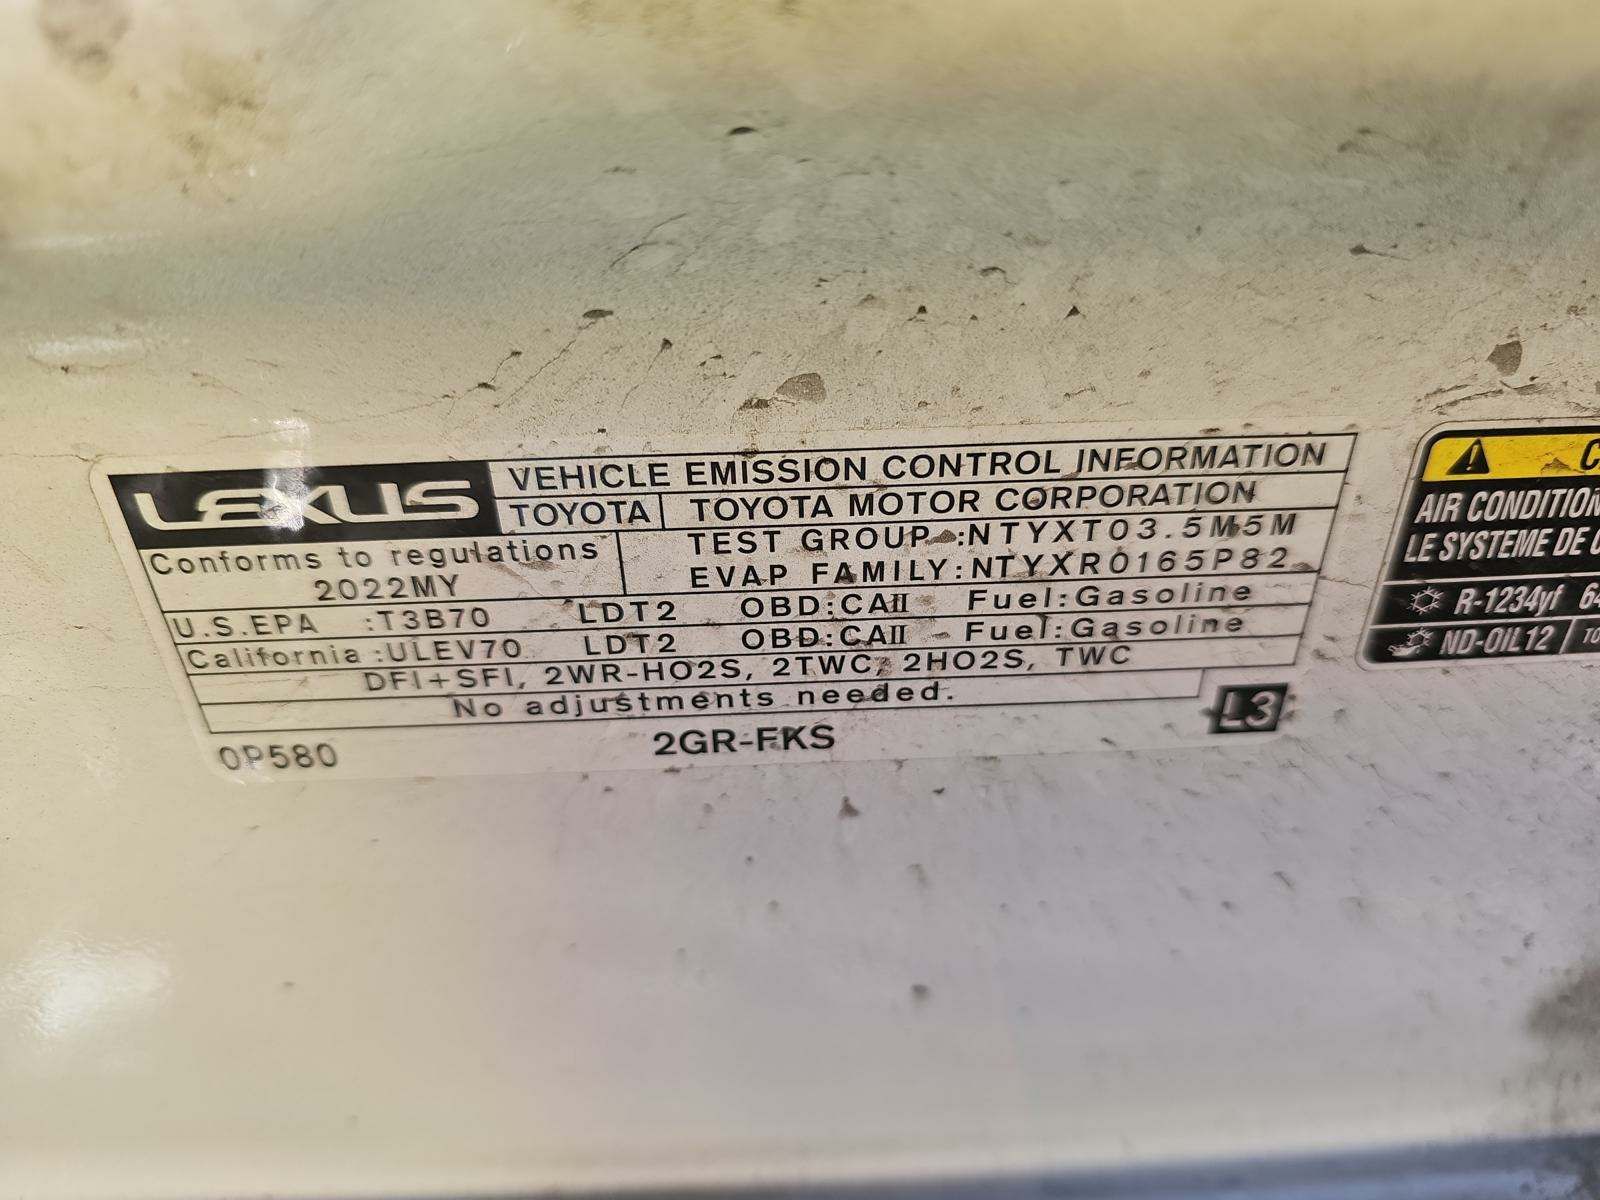 LEXUS
VEHICLE EMISSION CONTROL INFORMATION
TOYOTA TOYOTA MOTOR CORPORATION
Conforms to regulations
2022MY
TEST GROUP :NTYXT03.5M5M
EVAP FAMILY:NTYXR0165P82
U.S.EPA :T3B70 LDT2 OBD:CAII Fuel:Gasoline
California:ULEV70 LDT2 OBD:CAII Fuel:Gasoline
DFI+SFI, 2WR-HO2S, 2TWC, 2HO2S, TWC
No adjustments needed.
0P580 2GR-FKS L3
AIR CONDITION
LE SYSTEME DE
R-1234yf
ND-OIL12